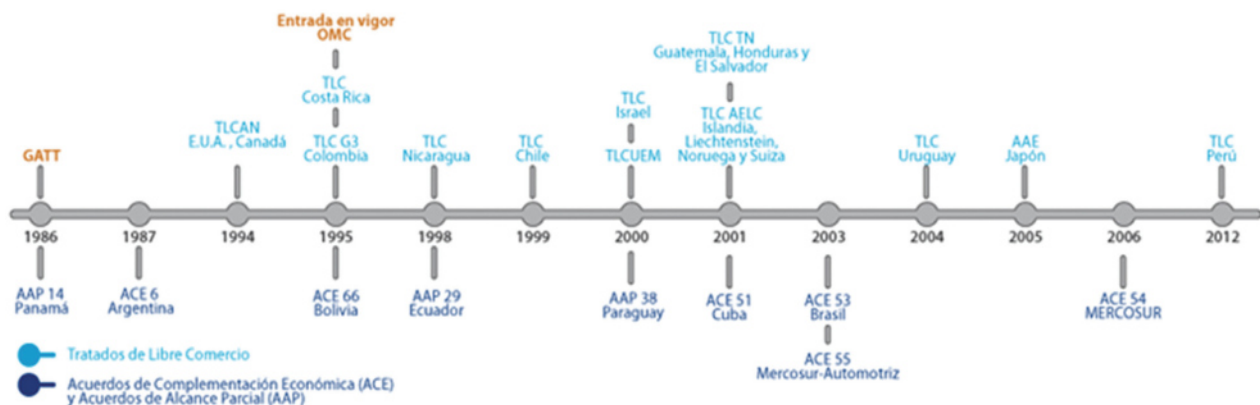 Entrada en vigor
OMC
TLC
Costa Rica
TLC TN
Guatemala, Honduras y
El Salvador
GATT
TLCAN
E.U.A., Canadá
TLC G3
Colombia
TLC
Nicaragua
TLC
Chile
TLC
Israel
TLCUEM
TLC AELC
Islandia,
Liechtenstein,
Noruega y Suiza
TLC
Uruguay
AAE
Japón
TLC
Perú
1986
1987
1994
1995
1998
1999
2000
2001
2003
2004
2005
2006
2012
AAP 14
Panamá
ACE 6
Argentina
ACE 66
Bolivia
AAP 29
Ecuador
AAP 38
Paraguay
ACE 51
Cuba
ACE 53
Brasil
ACE 55
Mercosur-Automotriz
ACE 54
MERCOSUR
Tratados de Libre Comercio
Acuerdos de Complementación Económica (ACE)
y Acuerdos de Alcance Parcial (AAP)